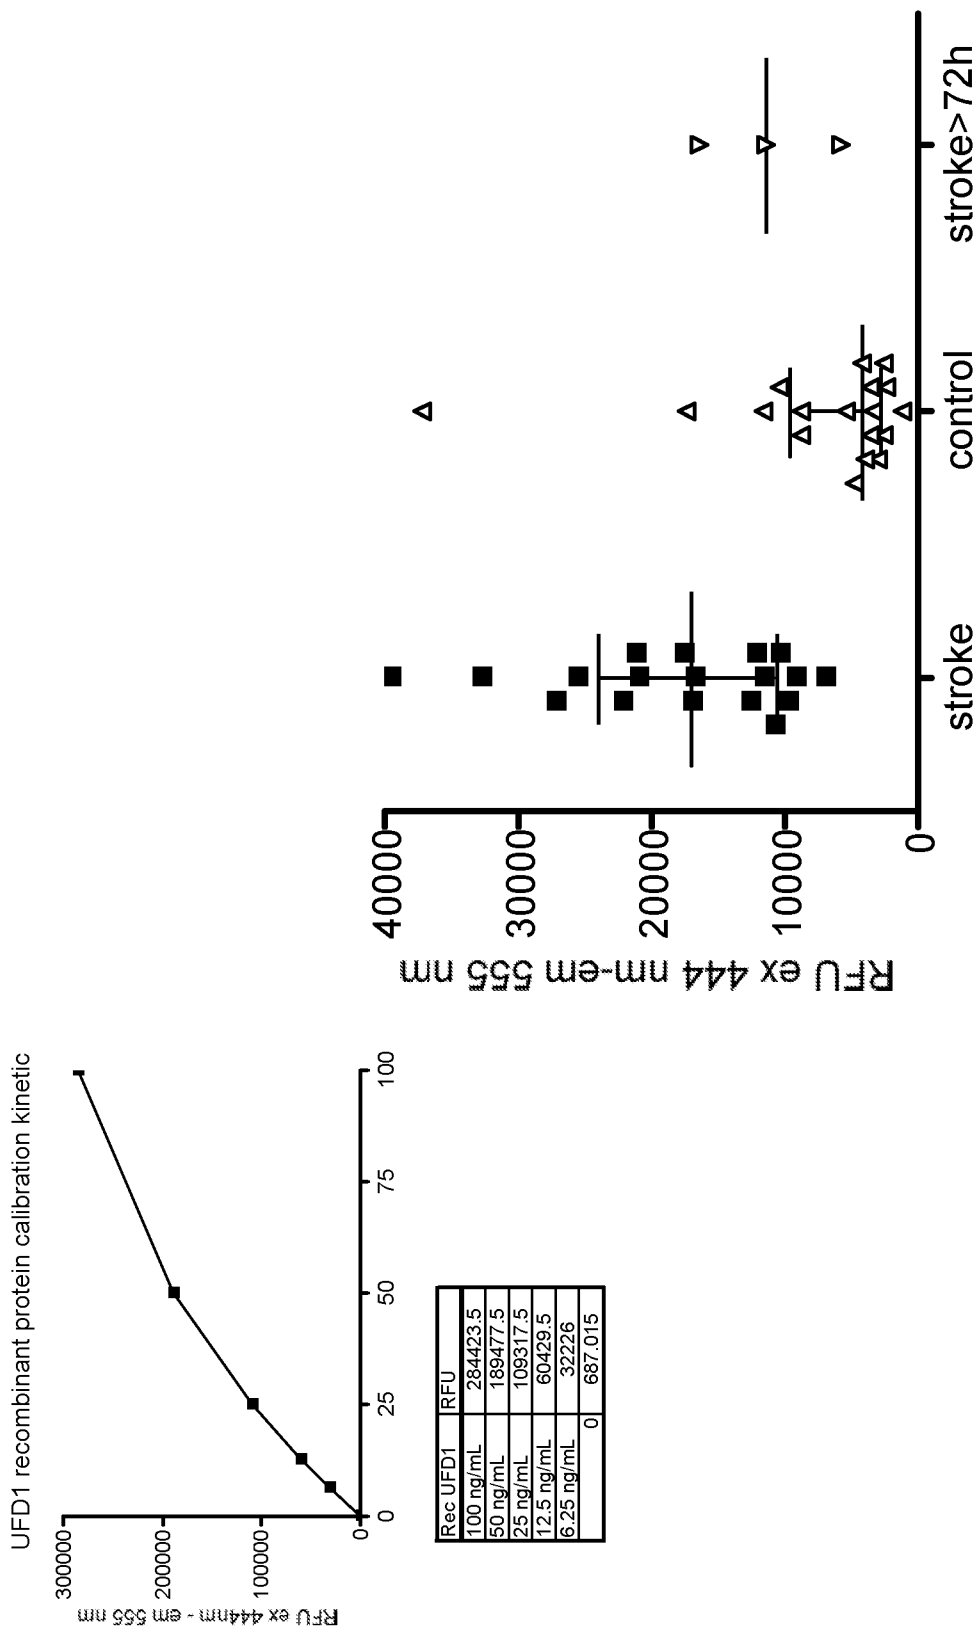 UFD1 recombinant protein calibration kinetic
RFU ex 444nm - em 555 nm
300000
200000
100000
0
0
25
50
75
100
Rec UFD1 RFU
100 ng/mL 284423.5
50 ng/mL 189477.5
25 ng/mL 109317.5
12.5 ng/mL 60429.5
6.25 ng/mL 32226
0 687.015
RFU ex 444 nm-em 555 nm
40000
30000
20000
10000
0
stroke
control
stroke>72h